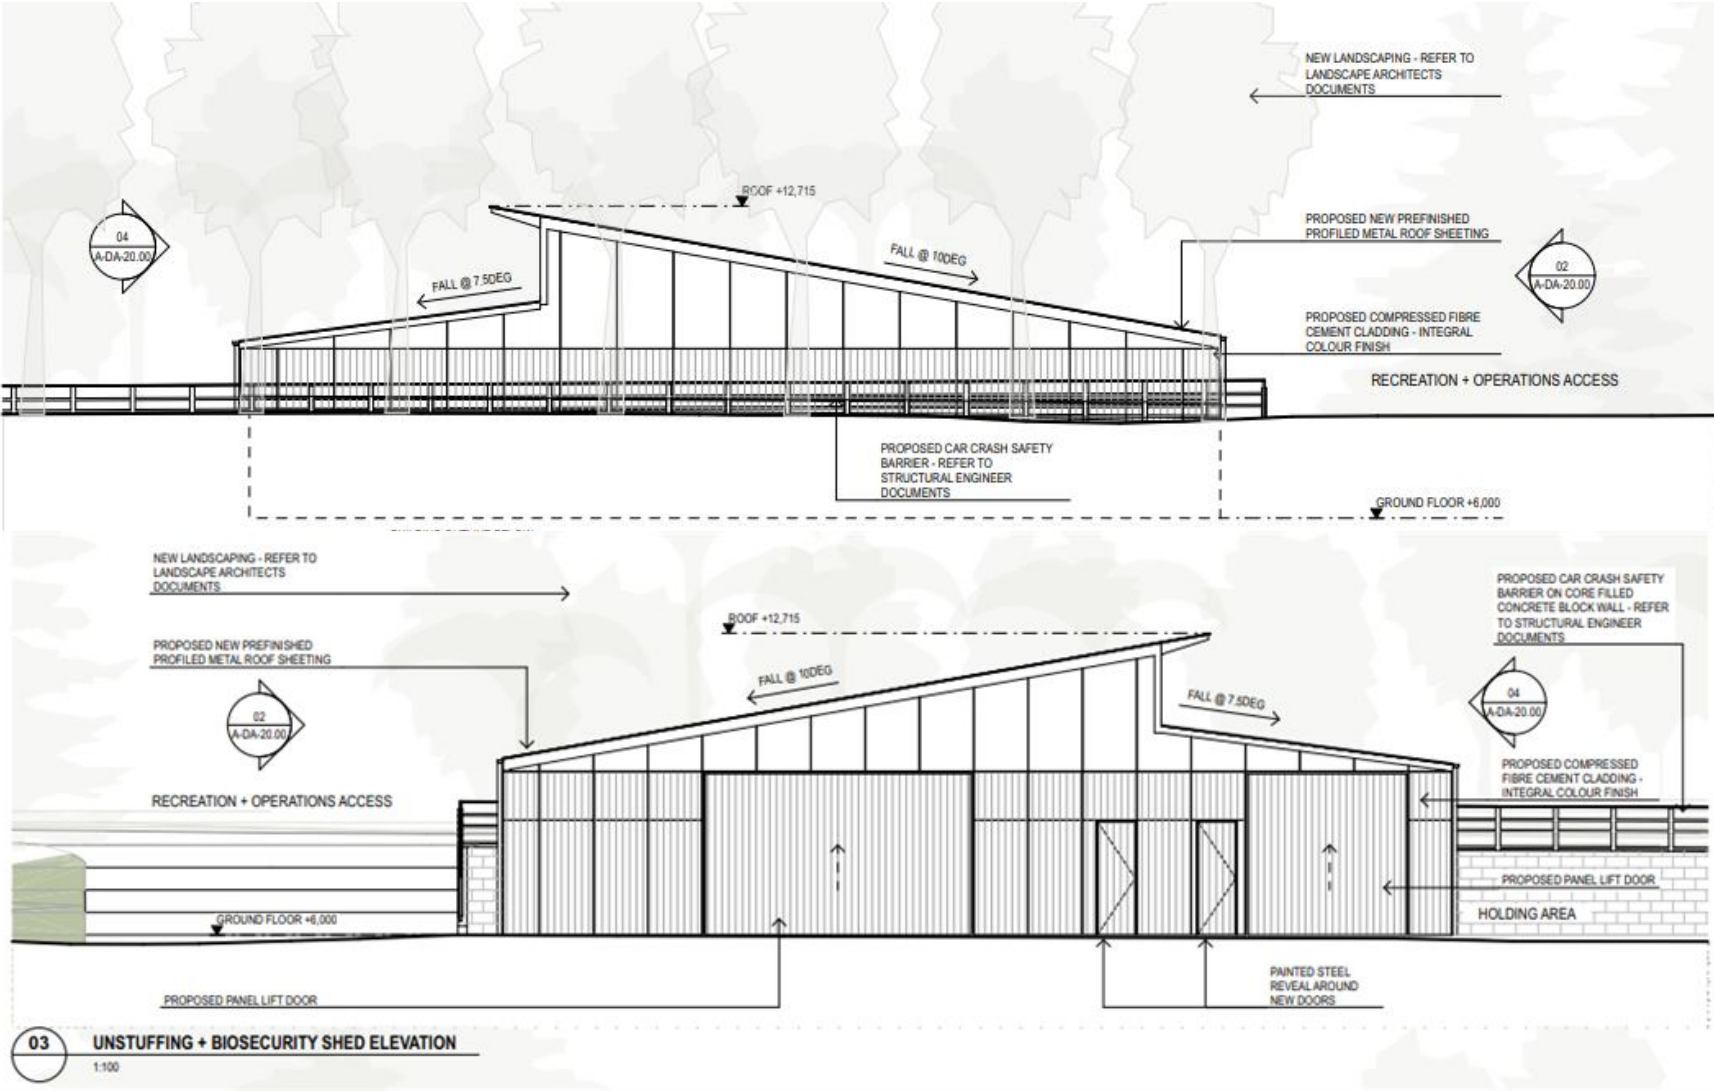 NEW LANDSCAPING - REFER TO
LANDSCAPE ARCHITECTS
DOCUMENTS
ROOF +12,715
04
A-DA-20.00
PROPOSED NEW PREFINISHED
PROFILED METAL ROOF SHEETING
FALL @ 7.5DEG
FALL @ 10DEG
02
A-DA-20.00
PROPOSED COMPRESSED FIBRE
CEMENT CLADDING - INTEGRAL
COLOUR FINISH
RECREATION + OPERATIONS ACCESS
PROPOSED CAR CRASH SAFETY
BARRIER - REFER TO
STRUCTURAL ENGINEER
DOCUMENTS
GROUND FLOOR +6,000
NEW LANDSCAPING - REFER TO
LANDSCAPE ARCHITECTS
DOCUMENTS
PROPOSED CAR CRASH SAFETY
BARRIER ON CORE FILLED
CONCRETE BLOCK WALL - REFER
TO STRUCTURAL ENGINEER
DOCUMENTS
ROOF +12,715
PROPOSED NEW PREFINISHED
PROFILED METAL ROOF SHEETING
FALL @ 10DEG
FALL @ 7.5DEG
02
A-DA-20.00
04
A-DA-20.00
PROPOSED COMPRESSED
FIBRE CEMENT CLADDING -
INTEGRAL COLOUR FINISH
RECREATION + OPERATIONS ACCESS
PROPOSED PANEL LIFT DOOR
HOLDING AREA
GROUND FLOOR +6,000
PROPOSED PANEL LIFT DOOR
PAINTED STEEL
REVEAL AROUND
NEW DOORS
03
UNSTUFFING + BIOSECURITY SHED ELEVATION
1:100